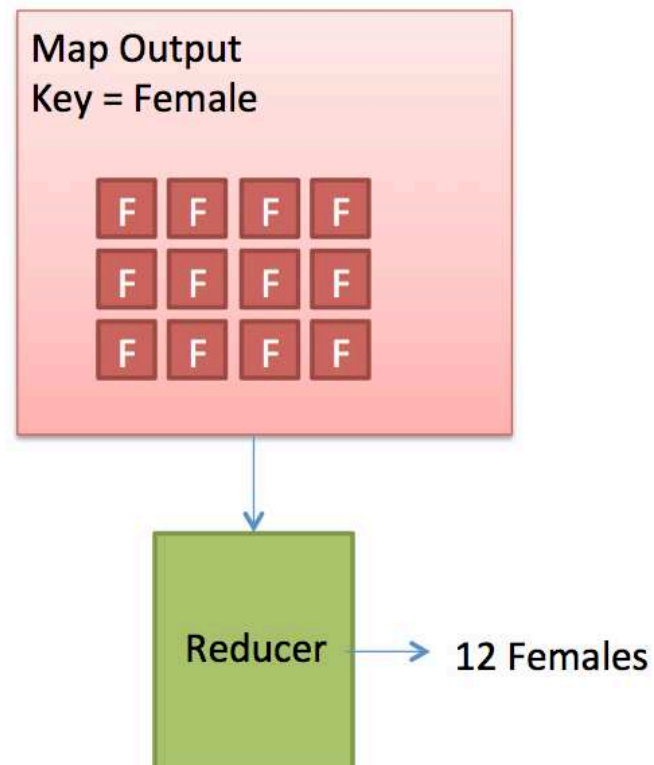 Map Output
Key = Female
F F F F
F F F F
F F F F
Reducer
12 Females